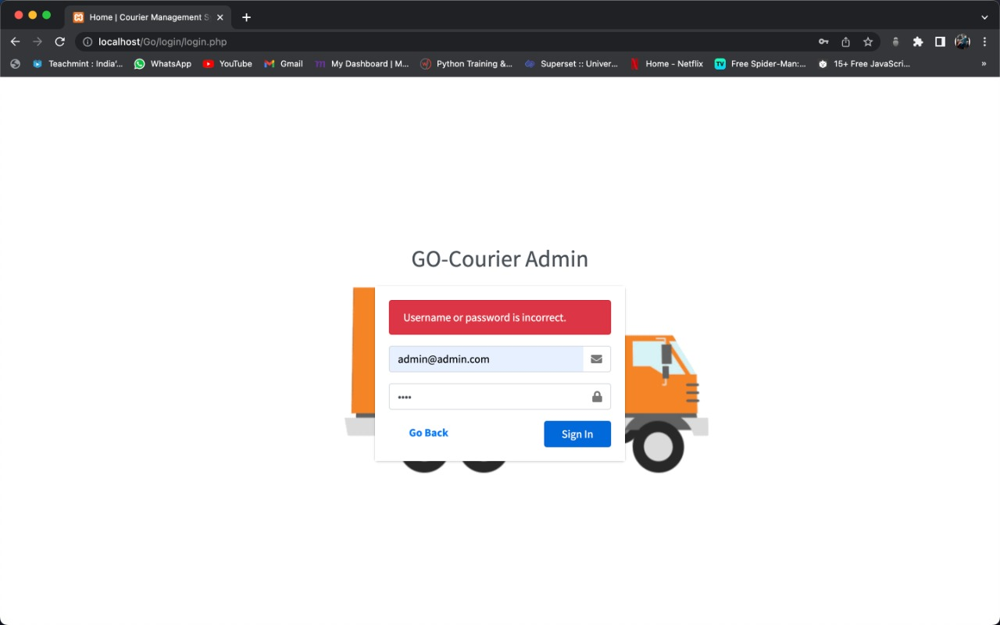 Home | Courier Management S
localhost/Go/login/login.php
Teachmint : India'... WhatsApp YouTube Gmail My Dashboard | M... Python Training &... Superset :: Univer... Home - Netflix Free Spider-Man:... 15+ Free JavaScri... »
GO-Courier Admin
Username or password is incorrect.
admin@admin.com
••••
Go Back Sign In